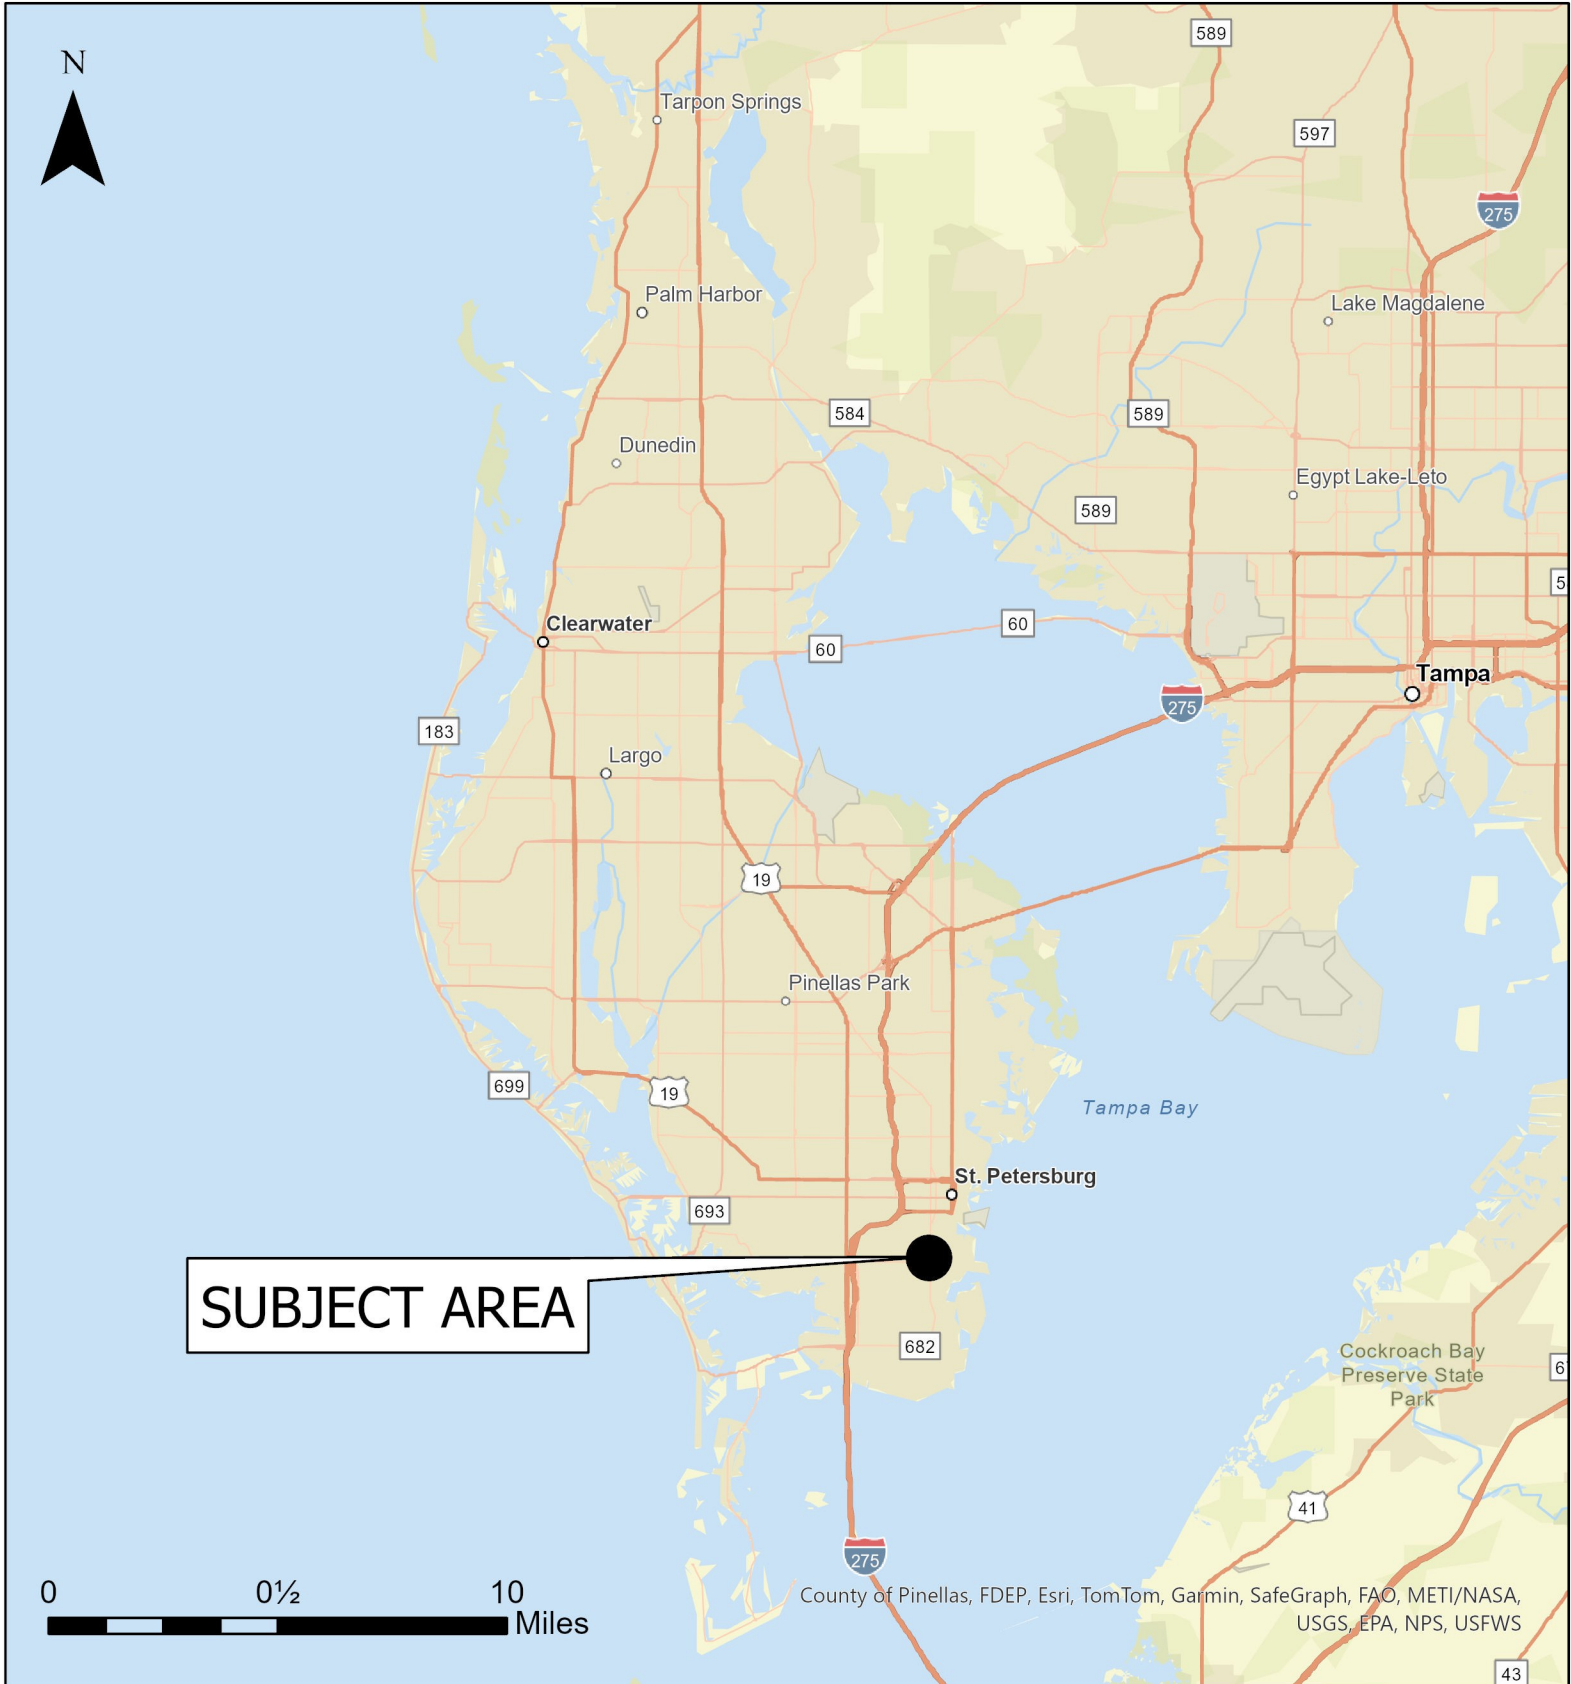 589
N
Tarpon Springs
597
275
Palm Harbor
Lake Magdalene
584
589
Dunedin
Egypt Lake-Leto
589
5
Clearwater
60
60
Tampa
275
183
Largo
19
Pinellas Park
699
19
Tampa Bay
St. Petersburg
693
SUBJECT AREA
682
Cockroach Bay
Preserve State
Park
41
275
0 0½ 10
Miles
County of Pinellas, FDEP, Esri, TomTom, Garmin, SafeGraph, FAO, METI/NASA,
USGS, EPA, NPS, USFWS
43